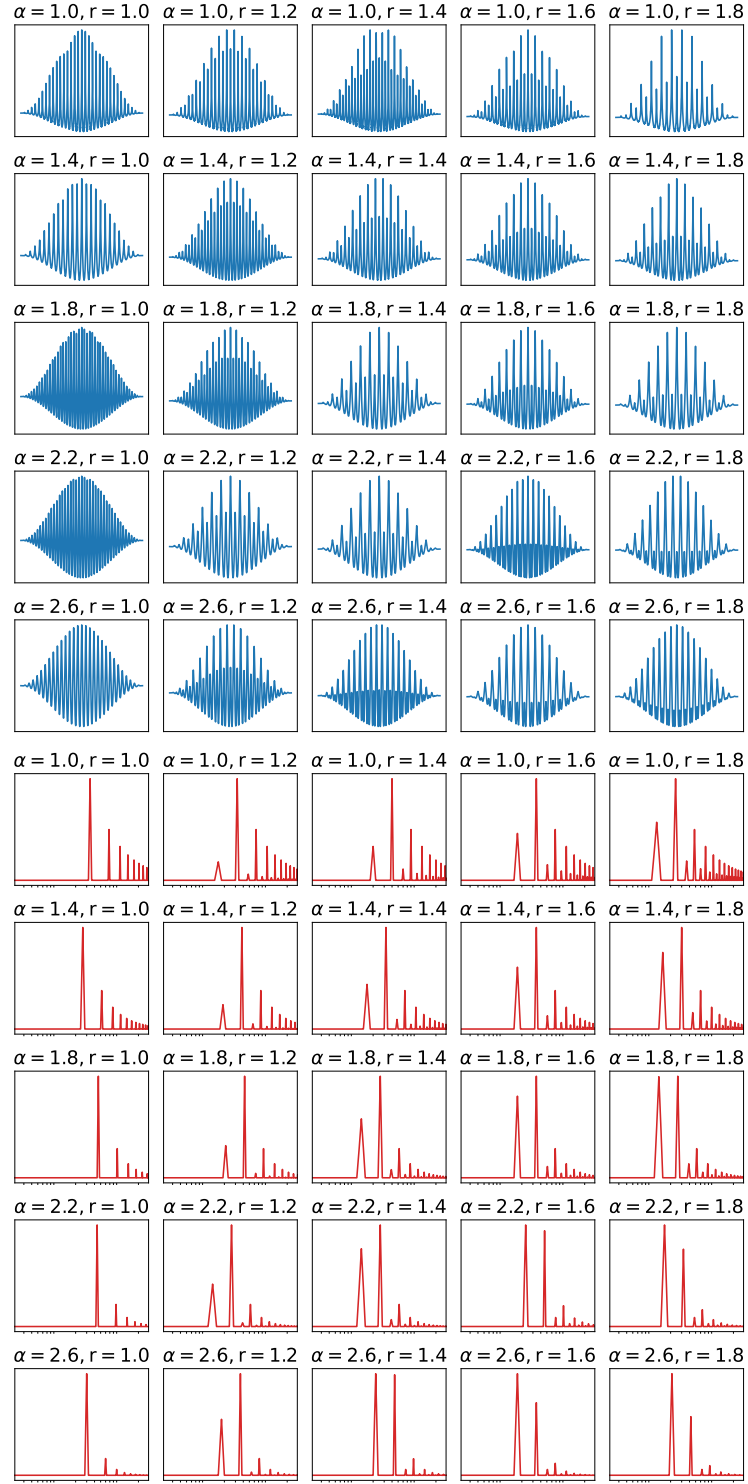 α = 1.0, r = 1.0 α = 1.0, r = 1.2 α = 1.0, r = 1.4 α = 1.0, r = 1.6 α = 1.0, r = 1.8
α = 1.4, r = 1.0 α = 1.4, r = 1.2 α = 1.4, r = 1.4 α = 1.4, r = 1.6 α = 1.4, r = 1.8
α = 1.8, r = 1.0 α = 1.8, r = 1.2 α = 1.8, r = 1.4 α = 1.8, r = 1.6 α = 1.8, r = 1.8
α = 2.2, r = 1.0 α = 2.2, r = 1.2 α = 2.2, r = 1.4 α = 2.2, r = 1.6 α = 2.2, r = 1.8
α = 2.6, r = 1.0 α = 2.6, r = 1.2 α = 2.6, r = 1.4 α = 2.6, r = 1.6 α = 2.6, r = 1.8
α = 1.0, r = 1.0 α = 1.0, r = 1.2 α = 1.0, r = 1.4 α = 1.0, r = 1.6 α = 1.0, r = 1.8
α = 1.4, r = 1.0 α = 1.4, r = 1.2 α = 1.4, r = 1.4 α = 1.4, r = 1.6 α = 1.4, r = 1.8
α = 1.8, r = 1.0 α = 1.8, r = 1.2 α = 1.8, r = 1.4 α = 1.8, r = 1.6 α = 1.8, r = 1.8
α = 2.2, r = 1.0 α = 2.2, r = 1.2 α = 2.2, r = 1.4 α = 2.2, r = 1.6 α = 2.2, r = 1.8
α = 2.6, r = 1.0 α = 2.6, r = 1.2 α = 2.6, r = 1.4 α = 2.6, r = 1.6 α = 2.6, r = 1.8